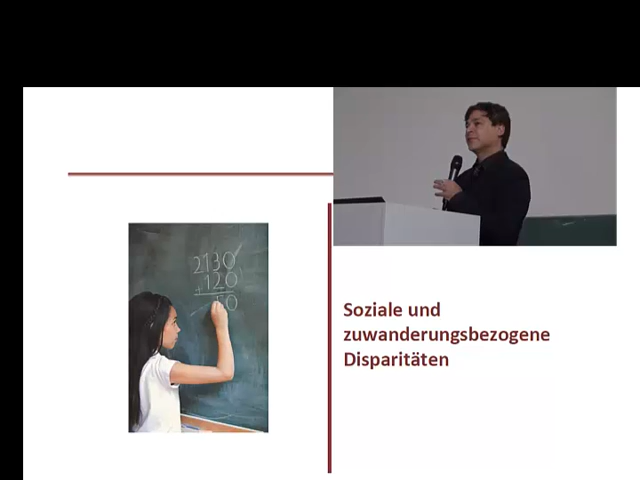 2130
+120
50
Soziale und
zuwanderungsbezogene
Disparitäten